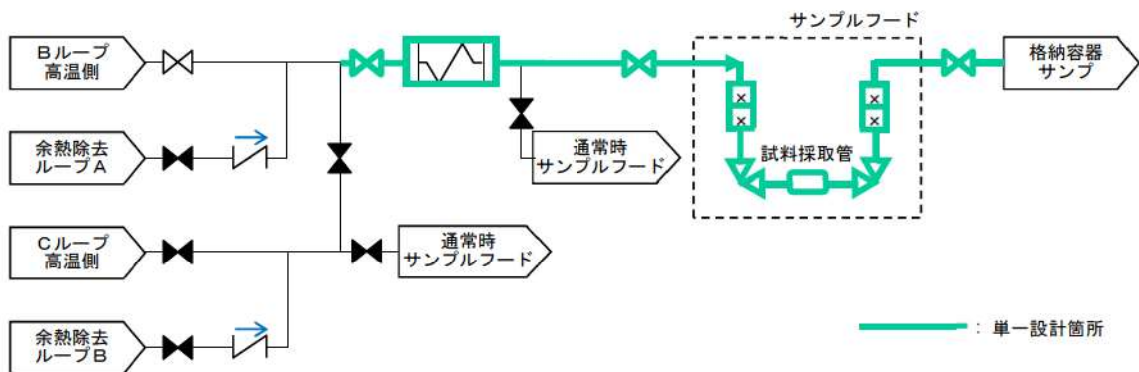 サンプルフード
Bループ
高温側
格納容器
サンプ
余熱除去
ループA
通常時
サンプルフード
試料採取管
Cループ
高温側
通常時
サンプルフード
余熱除去
ループB
: 単一設計箇所